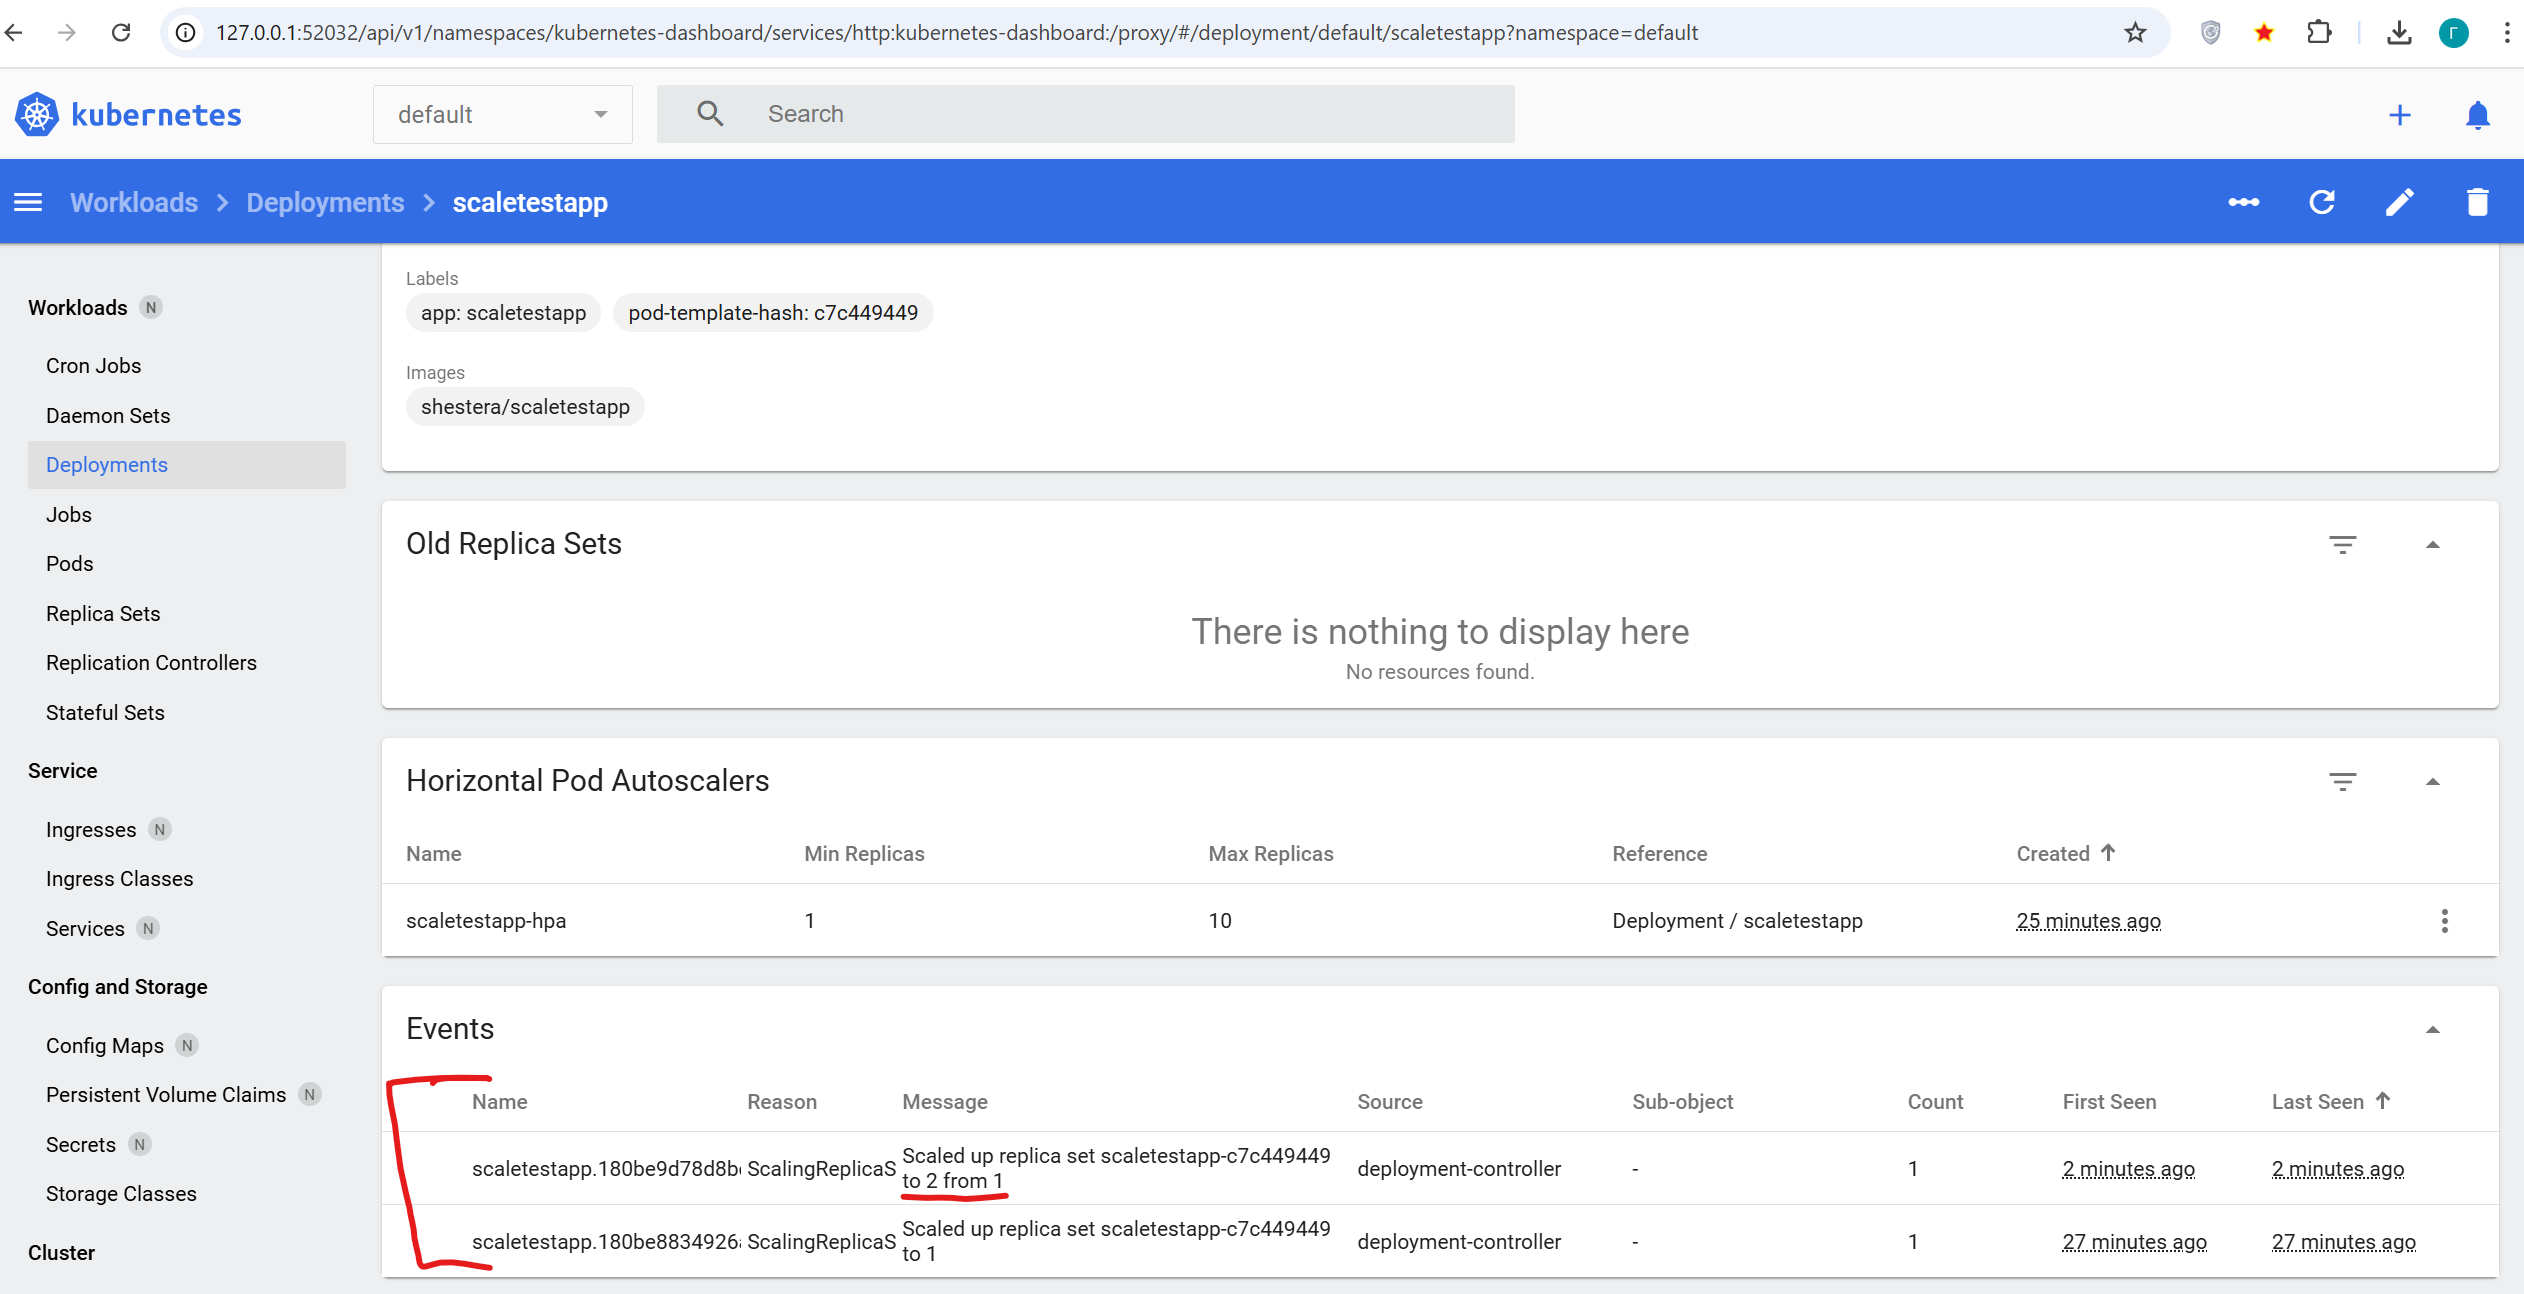 127.0.0.1:52032/api/v1/namespaces/kubernetes-dashboard/services/http:kubernetes-dashboard:/proxy/#/deployment/default/scaletestapp?namespace=default
Г
kubernetes
default
Search
Workloads
Deployments
scaletestapp
Workloads N
Cron Jobs
Daemon Sets
Deployments
Jobs
Pods
Replica Sets
Replication Controllers
Stateful Sets
Service
Ingresses N
Ingress Classes
Services N
Config and Storage
Config Maps N
Persistent Volume Claims N
Secrets N
Storage Classes
Cluster
Labels
app: scaletestapp pod-template-hash: c7c449449
Images
shestera/scaletestapp
Old Replica Sets
There is nothing to display here
No resources found.
Horizontal Pod Autoscalers
Name Min Replicas Max Replicas Reference Created
scaletestapp-hpa 1 10 Deployment / scaletestapp 25 minutes ago
Events
Name Reason Message Source Sub-object Count First Seen Last Seen
scaletestapp.180be9d78d8b ScalingReplicaS Scaled up replica set scaletestapp-c7c449449 deployment-controller - 1 2 minutes ago 2 minutes ago
to 2 from 1
scaletestapp.180be8834926 ScalingReplicaS Scaled up replica set scaletestapp-c7c449449 deployment-controller - 1 27 minutes ago 27 minutes ago
to 1